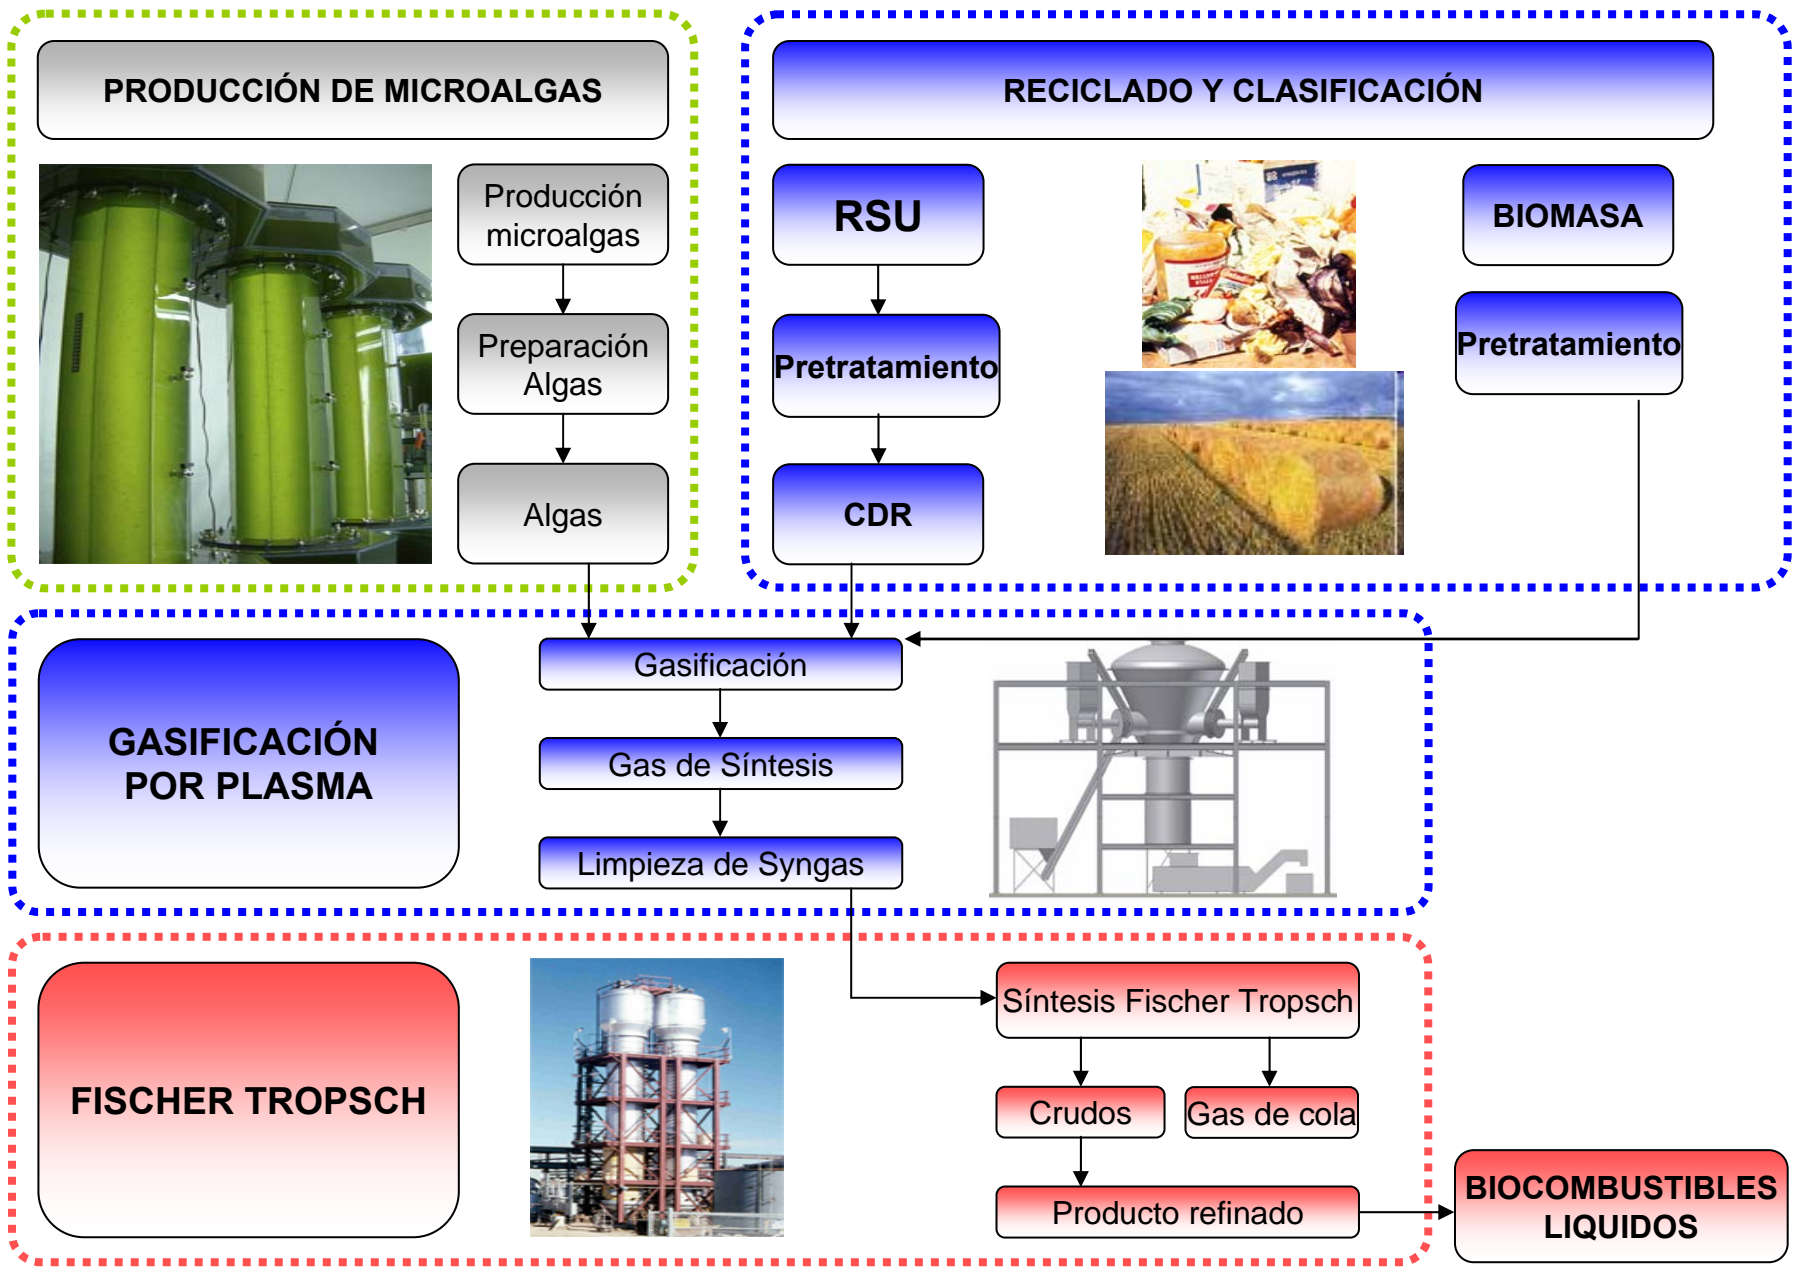 PRODUCCIÓN DE MICROALGAS
Producción
microalgas
Preparación
Algas
Algas
RECICLADO Y CLASIFICACIÓN
RSU
Pretratamiento
CDR
BIOMASA
Pretratamiento
GASIFICACIÓN
POR PLASMA
Gasificación
Gas de Síntesis
Limpieza de Syngas
FISCHER TROPSCH
Síntesis Fischer Tropsch
Crudos
Gas de cola
Producto refinado
BIOCOMBUSTIBLES
LIQUIDOS